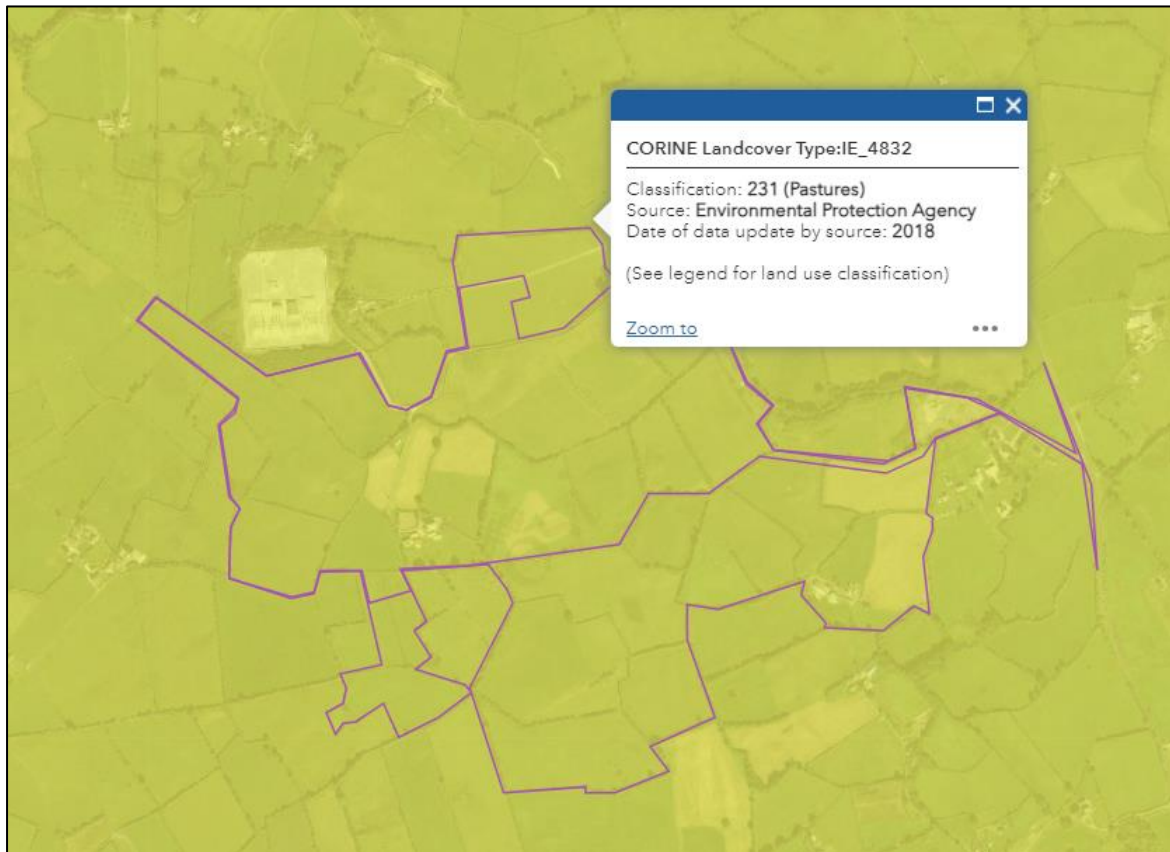 CORINE Landcover Type:IE_4832
Classification: 231 (Pastures)
Source: Environmental Protection Agency
Date of data update by source: 2018
(See legend for land use classification)
Zoom to